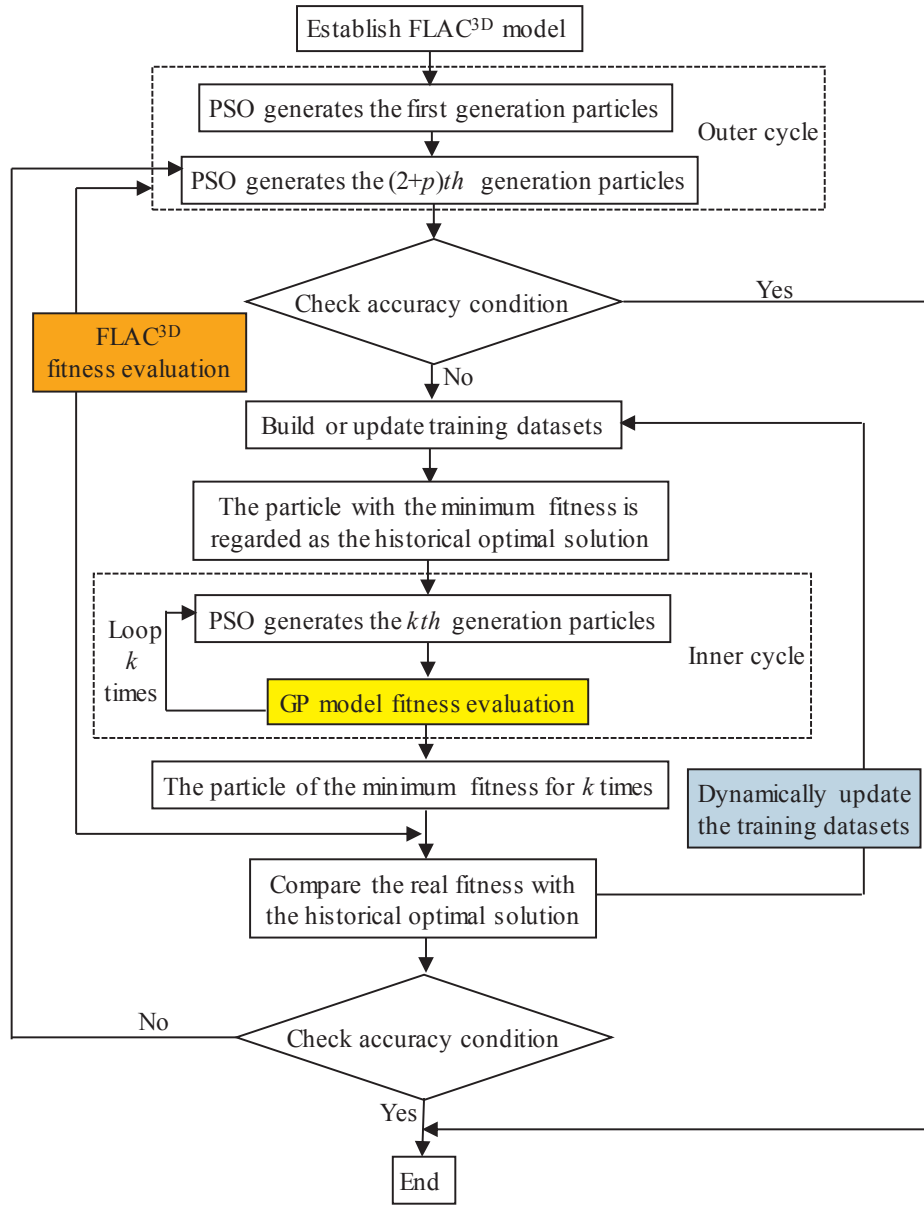 Establish FLAC3D model
PSO generates the first generation particles
Outer cycle
PSO generates the (2+p)th generation particles
Check accuracy condition
Yes
FLAC3D
fitness evaluation
No
Build or update training datasets
The particle with the minimum fitness is
regarded as the historical optimal solution
PSO generates the kth generation particles
Loop
k
times
Inner cycle
GP model fitness evaluation
The particle of the minimum fitness for k times
Dynamically update
the training datasets
Compare the real fitness with
the historical optimal solution
No
Check accuracy condition
Yes
End